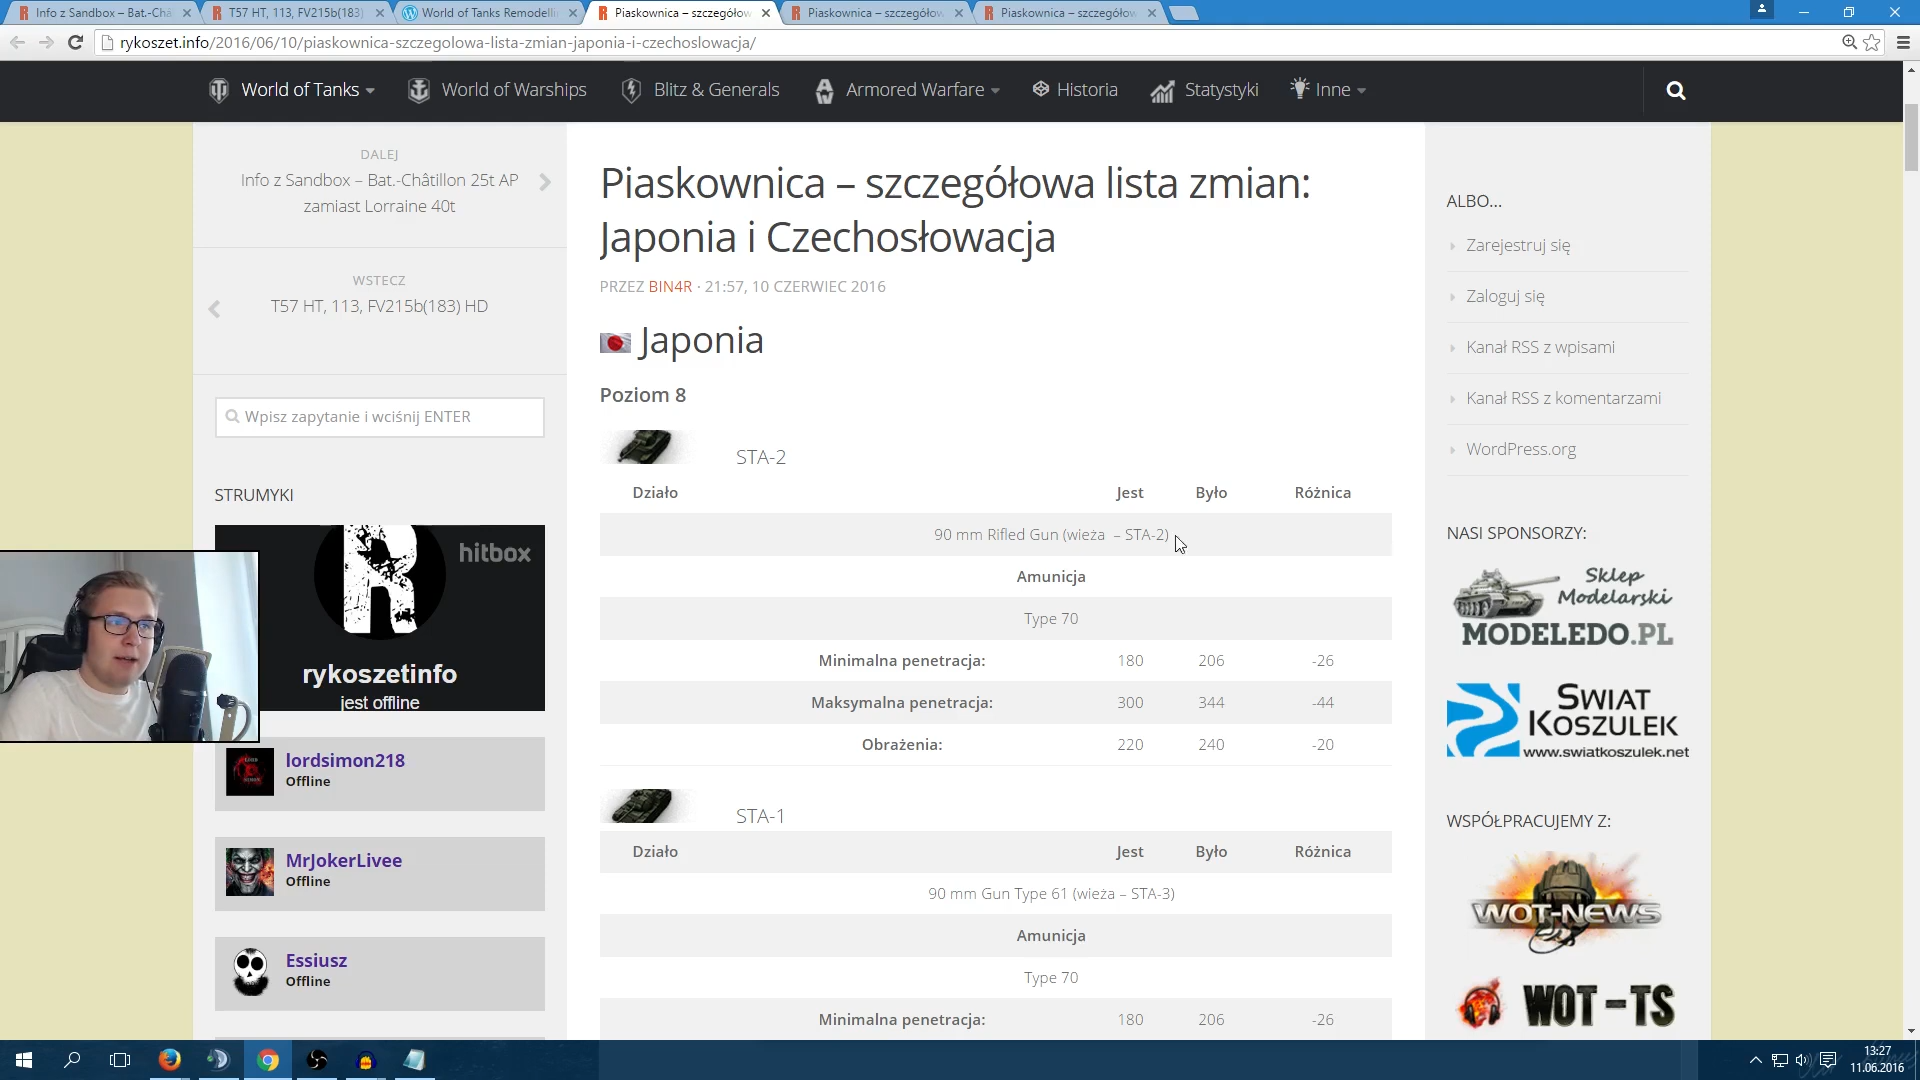 Info z Sandbox – Bat.-Châ
T57 HT, 113, FV215b(183)
World of Tanks Remodelli
Piaskownica – szczegółow
Piaskownica – szczegółow
Piaskownica – szczegółow
rykoszet.info/2016/06/10/piaskownica-szczegolowa-lista-zmian-japonia-i-czechoslowacja/
World of Tanks
World of Warships
Blitz & Generals
Armored Warfare
Historia
Statystyki
Inne
DALEJ
Info z Sandbox – Bat.-Châtillon 25t AP
zamiast Lorraine 40t
WSTECZ
T57 HT, 113, FV215b(183) HD
Wpisz zapytanie i wciśnij ENTER
STRUMYKI
hitbox
rykoszetinfo
jest offline
lordsimon218
Offline
MrJokerLivee
Offline
Essiusz
Offline
Piaskownica – szczegółowa lista zmian:
Japonia i Czechosłowacja
PRZEZ BIN4R · 21:57, 10 CZERWIEC 2016
Japonia
Poziom 8
STA-2
Działo Jest Było Różnica
90 mm Rifled Gun (wieża – STA-2)
Amunicja
Type 70
Minimalna penetracja: 180 206 -26
Maksymalna penetracja: 300 344 -44
Obrażenia: 220 240 -20
STA-1
Działo Jest Było Różnica
90 mm Gun Type 61 (wieża – STA-3)
Amunicja
Type 70
Minimalna penetracja: 180 206 -26
ALBO...
Zarejestruj się
Zaloguj się
Kanał RSS z wpisami
Kanał RSS z komentarzami
WordPress.org
NASI SPONSORZY:
Sklep
Modelarski
MODELEDO.PL
SWIAT
KOSZULEK
www.swiatkoszulek.net
WSPÓŁPRACUJEMY Z:
WOT-NEWS
WOT-TS
13:27
11.06.2016